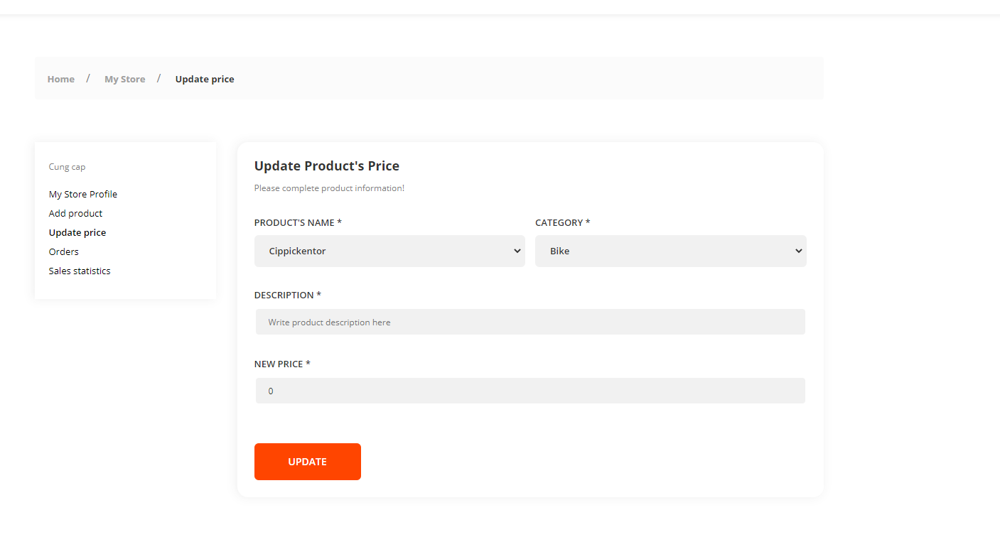 Home / My Store / Update price
Cung cap
My Store Profile
Add product
Update price
Orders
Sales statistics
Update Product's Price
Please complete product information!
PRODUCT'S NAME * CATEGORY *
Cippickentor Bike
DESCRIPTION *
Write product description here
NEW PRICE *
0
UPDATE